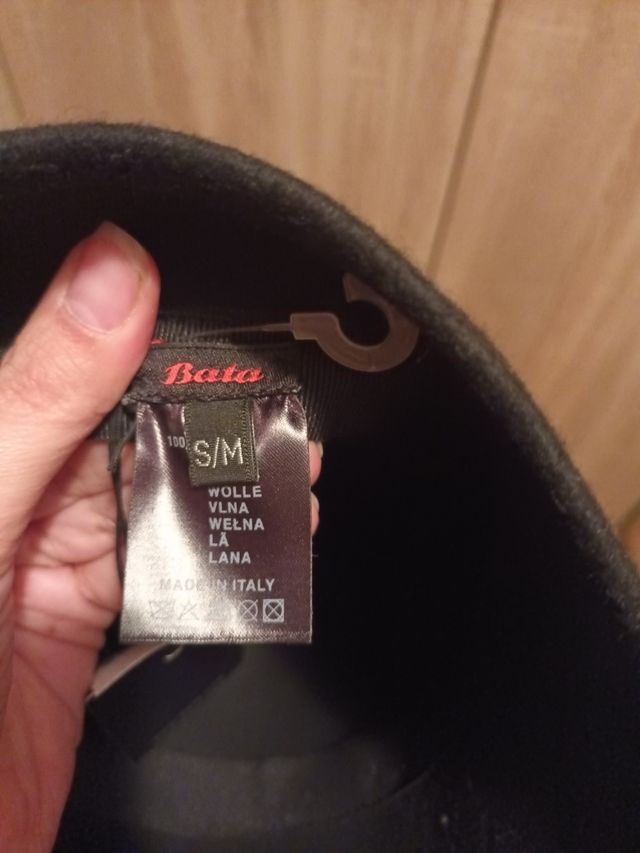 Bata
100
S/M
WOLLE
VLNA
WEŁNA
LÃ
LANA
MADE IN ITALY